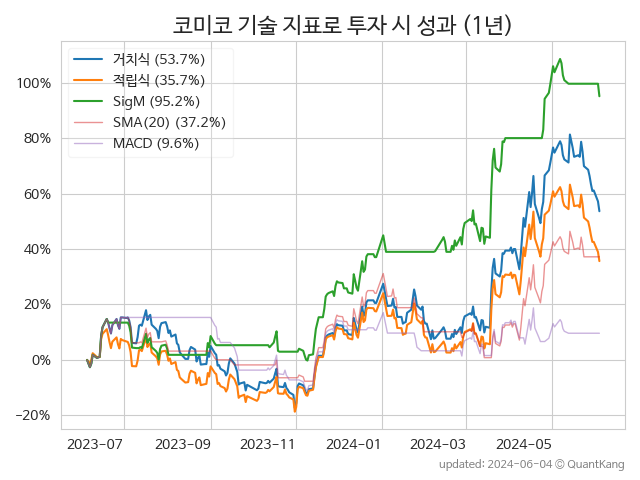 코미코 기술 지표로 투자 시 성과 (1년)
거치식 (53.7%)
적립식 (35.7%)
SigM (95.2%)
SMA(20) (37.2%)
MACD (9.6%)
100%
80%
60%
40%
20%
0%
−20%
2023-07
2023-09
2023-11
2024-01
2024-03
2024-05
updated: 2024-06-04 © QuantKang